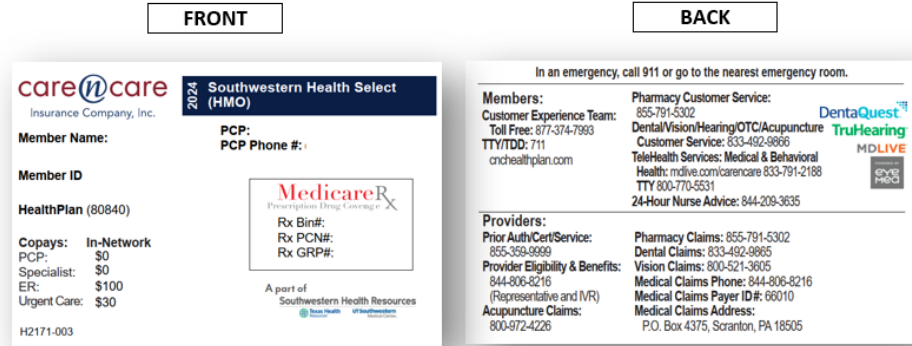 FRONT
BACK
care n care
Insurance Company, Inc.
2024
Southwestern Health Select
(HMO)
Member Name:
PCP:
PCP Phone #:
Member ID
HealthPlan (80840)
Copays: In-Network
PCP: $0
Specialist: $0
ER: $100
Urgent Care: $30
H2171-003
MedicareRx
Prescription Drug Coverage
Rx Bin#:
Rx PCN#:
Rx GRP#:
A part of
Southwestern Health Resources
Texas Health
Resources
UT Southwestern
Medical Center
In an emergency, call 911 or go to the nearest emergency room.
Members:
Customer Experience Team:
Toll Free: 877-374-7993
TTY/TDD: 711
cnchealthplan.com
Pharmacy Customer Service:
855-791-5302
Dental/Vision/Hearing/OTC/Acupuncture
Customer Service: 833-492-9866
TeleHealth Services: Medical & Behavioral
Health: mdlive.com/carencare 833-791-2188
TTY 800-770-5531
24-Hour Nurse Advice: 844-209-3635
DentaQuest
TruHearing
MDLIVE
eye
med
Providers:
Prior Auth/Cert/Service:
855-359-9999
Provider Eligibility & Benefits:
844-806-8216
(Representative and IVR)
Acupuncture Claims:
800-972-4226
Pharmacy Claims: 855-791-5302
Dental Claims: 833-492-9865
Vision Claims: 800-521-3605
Medical Claims Phone: 844-806-8216
Medical Claims Payer ID#: 66010
Medical Claims Address:
P.O. Box 4375, Scranton, PA 18505